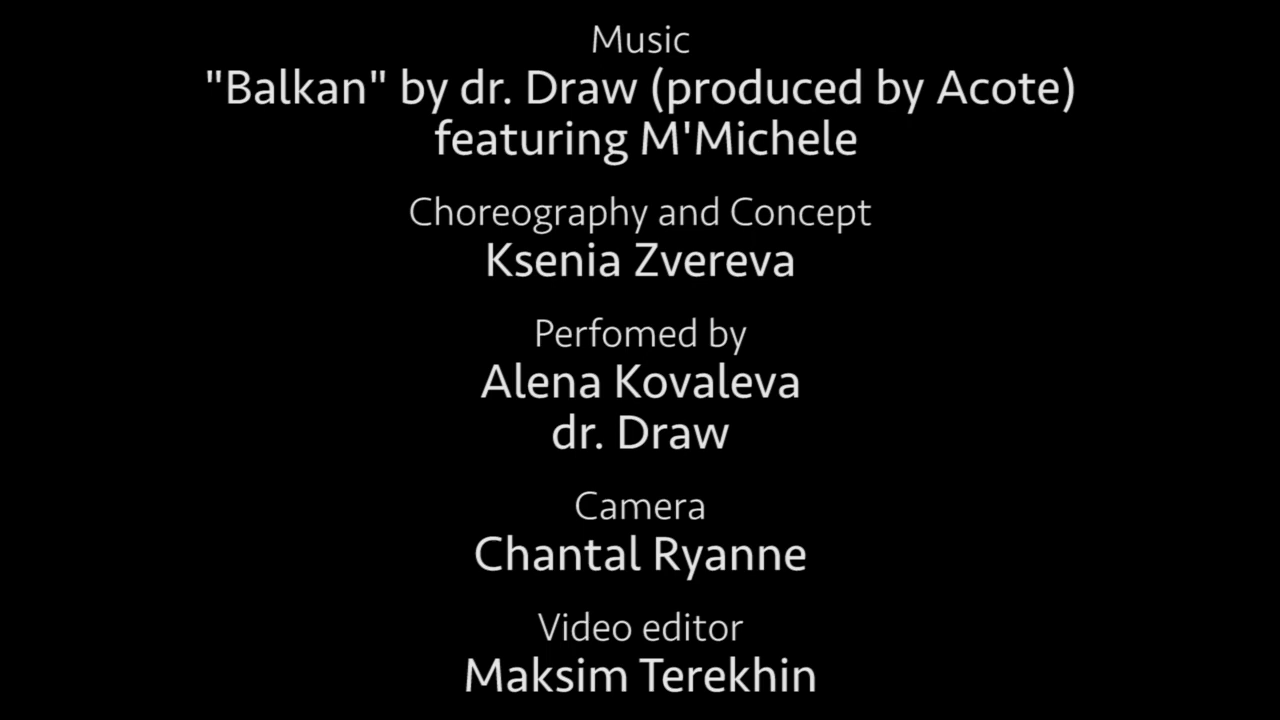 Music
"Balkan" by dr. Draw (produced by Acote)
featuring M'Michele
Choreography and Concept
Ksenia Zvereva
Perfomed by
Alena Kovaleva
dr. Draw
Camera
Chantal Ryanne
Video editor
Maksim Terekhin